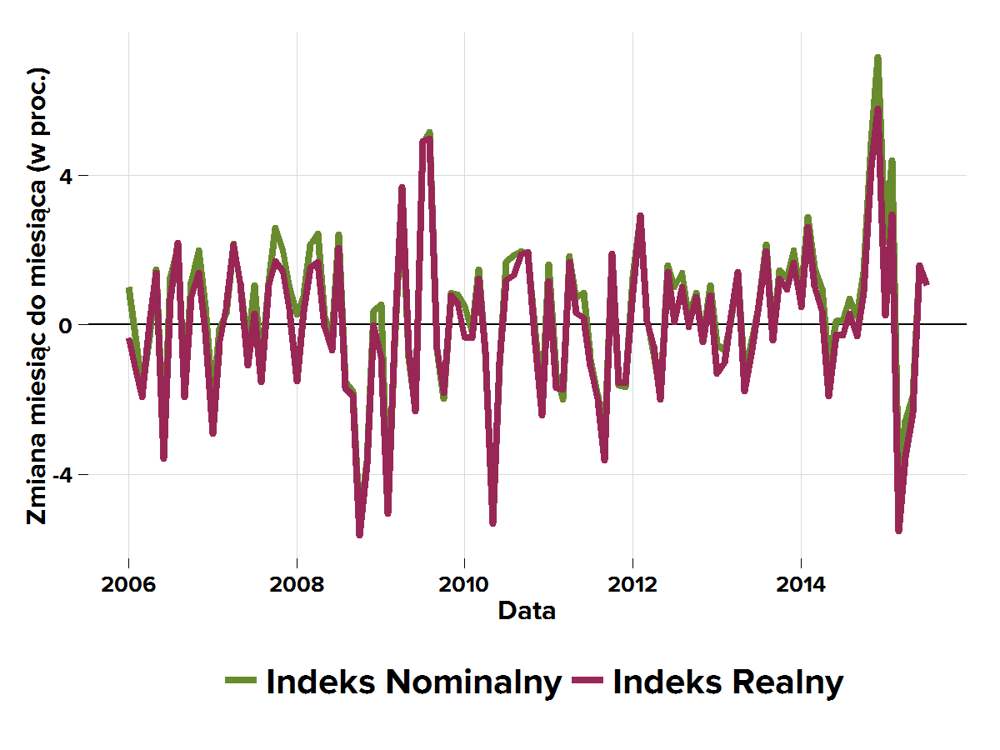 Zmiana miesiąc do miesiąca (w proc.)
4
0
-4
2006 2008 2010 2012 2014
Data
Indeks Nominalny Indeks Realny